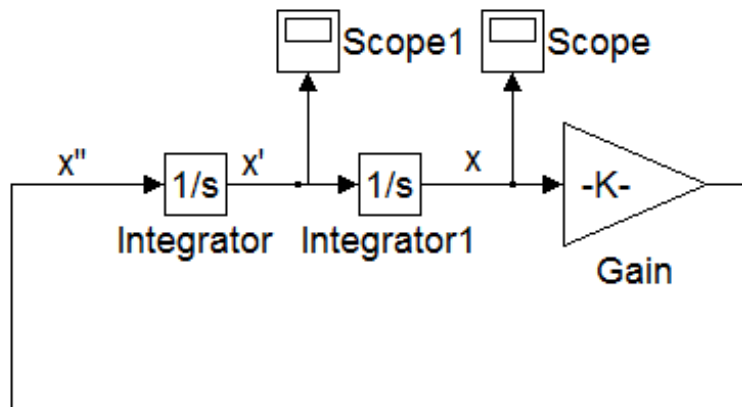 Scope1
Scope
x"
1/s
x'
1/s
x
-K-
Integrator
Integrator1
Gain